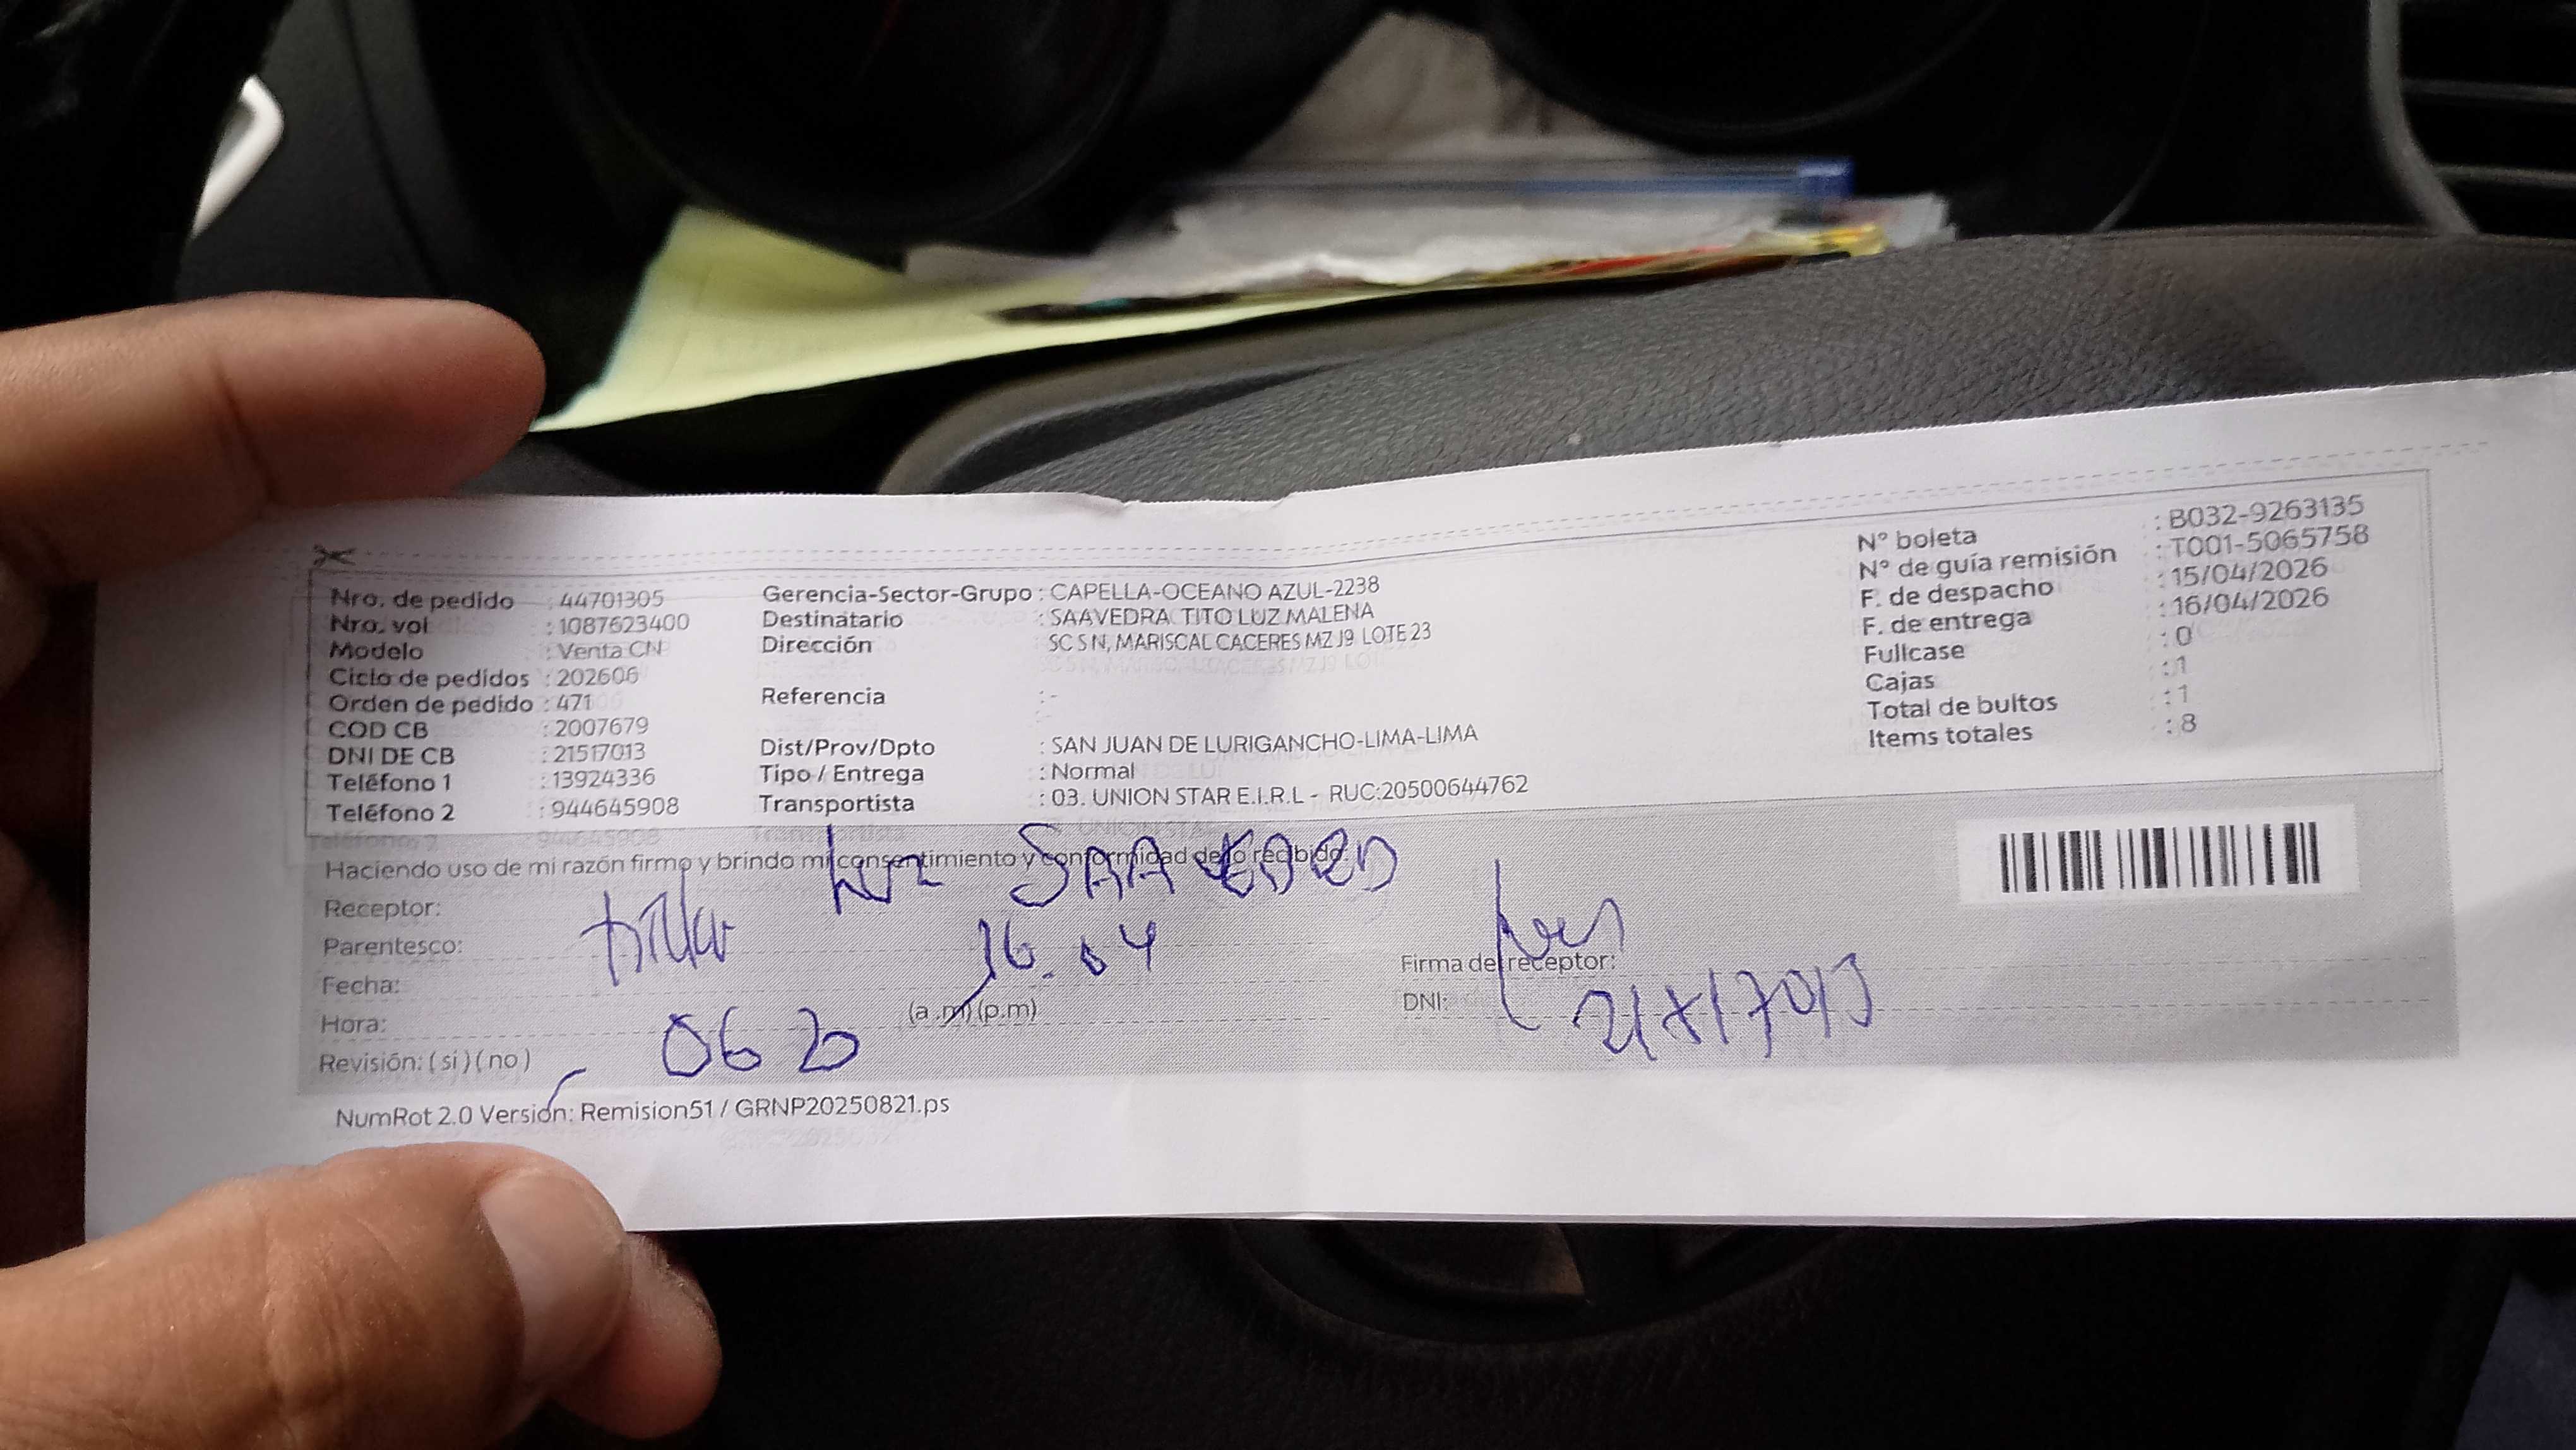 Nro. de pedido : 44701305
Nro. vol : 1087623400
Modelo : Venta CN
Ciclo de pedidos : 202606
Orden de pedido : 471
COD CB : 2007679
DNI DE CB : 21517013
Teléfono 1 : 13924336
Teléfono 2 : 944645908
Gerencia-Sector-Grupo : CAPELLA-OCEANO AZUL-2238
Destinatario : SAAVEDRA TITO LUZ MALENA
Dirección SC S N, MARISCAL CACERES MZ J9 LOTE 23
Referencia : -
Dist/Prov/Dpto : SAN JUAN DE LURIGANCHO-LIMA-LIMA
Tipo / Entrega : Normal
Transportista : 03. UNION STAR E.I.R.L - RUC:20500644762
N° boleta : B032-9263135
N° de guía remisión : T001-5065758
F. de despacho : 15/04/2026
F. de entrega : 16/04/2026
Fullcase : 0
Cajas : 1
Total de bultos : 1
Items totales : 8
Haciendo uso de mi razón firmo y brindo mi consentimiento y conformidad de lo recibido.
Receptor: Luz SAAVEDRA
Parentesco:
Fecha: 16.04
Hora: (a.m) (p.m)
Revisión: ( si ) ( no )
Firma del receptor:
DNI: 21517013
NumRot 2.0 Versión: Remision51 / GRNP20250821.ps